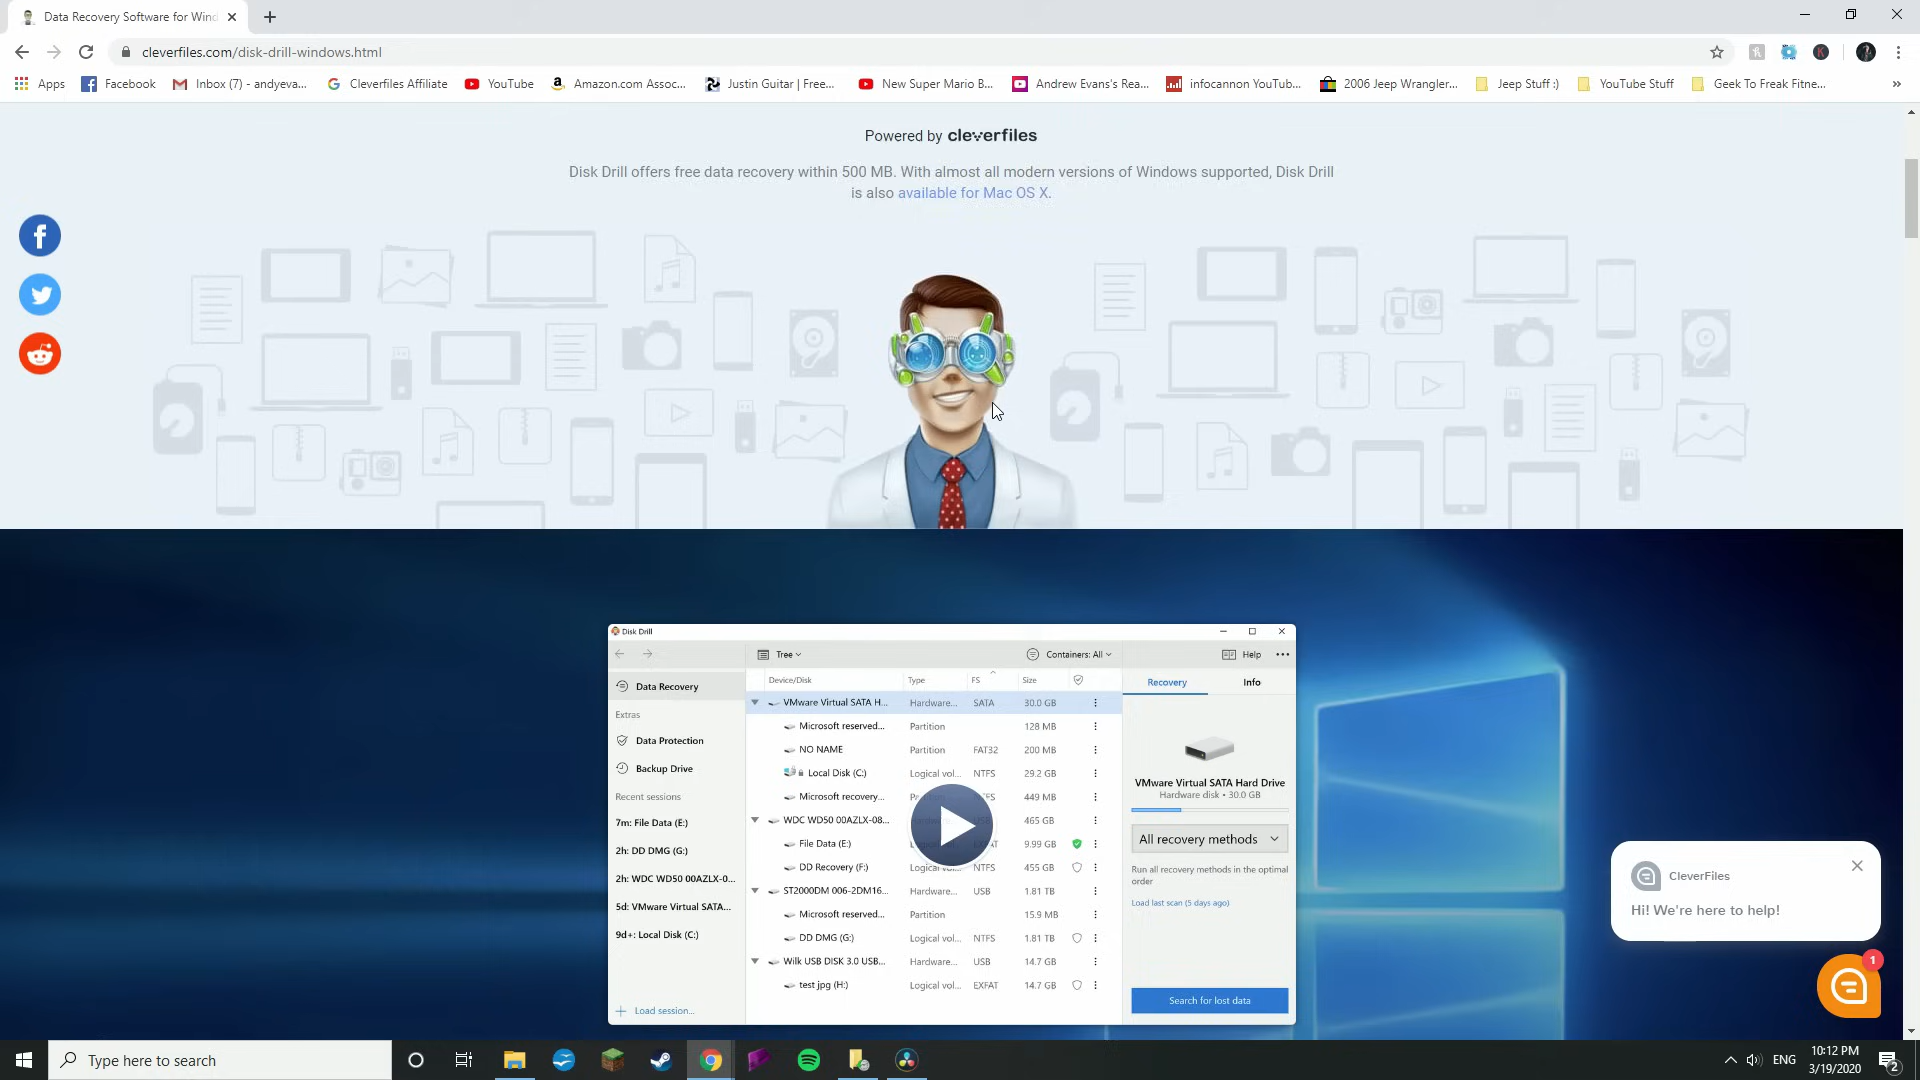 Data Recovery Software for Wind
cleverfiles.com/disk-drill-windows.html
Apps Facebook Inbox (7) - andyeva... Cleverfiles Affiliate YouTube Amazon.com Assoc... Justin Guitar | Free... New Super Mario B... Andrew Evans's Rea... infocannon YouTub... 2006 Jeep Wrangler... Jeep Stuff :) YouTube Stuff Geek To Freak Fitne... »
Powered by cleverfiles
Disk Drill offers free data recovery within 500 MB. With almost all modern versions of Windows supported, Disk Drill
is also available for Mac OS X.
Disk Drill
Tree Containers: All Help
Device/Disk Type FS Size
Recovery Info
Data Recovery
Extras
Data Protection
Backup Drive
Recent sessions
7m: File Data (E:)
2h: DD DMG (G:)
2h: WDC WD50 00AZLX-0...
5d: VMware Virtual SATA...
9d+: Local Disk (C:)
Load session...
VMware Virtual SATA H... Hardware... SATA 30.0 GB
Microsoft reserved... Partition 128 MB
NO NAME Partition FAT32 200 MB
Local Disk (C:) Logical vol... NTFS 29.2 GB
Microsoft recovery... 449 MB
WDC WD50 00AZLX-08... 465 GB
File Data (E:) 9.99 GB
DD Recovery (F:) NTFS 455 GB
ST2000DM 006-2DM16... Hardware... USB 1.81 TB
Microsoft reserved... Partition 15.9 MB
DD DMG (G:) Logical vol... NTFS 1.81 TB
Wilk USB DISK 3.0 USB... Hardware... USB 14.7 GB
test jpg (H:) Logical vol... EXFAT 14.7 GB
VMware Virtual SATA Hard Drive
Hardware disk • 30.0 GB
All recovery methods
Run all recovery methods in the optimal
order
Load last scan (5 days ago)
Search for lost data
CleverFiles
Hi! We're here to help!
1
Type here to search
ENG
10:12 PM
3/19/2020
2